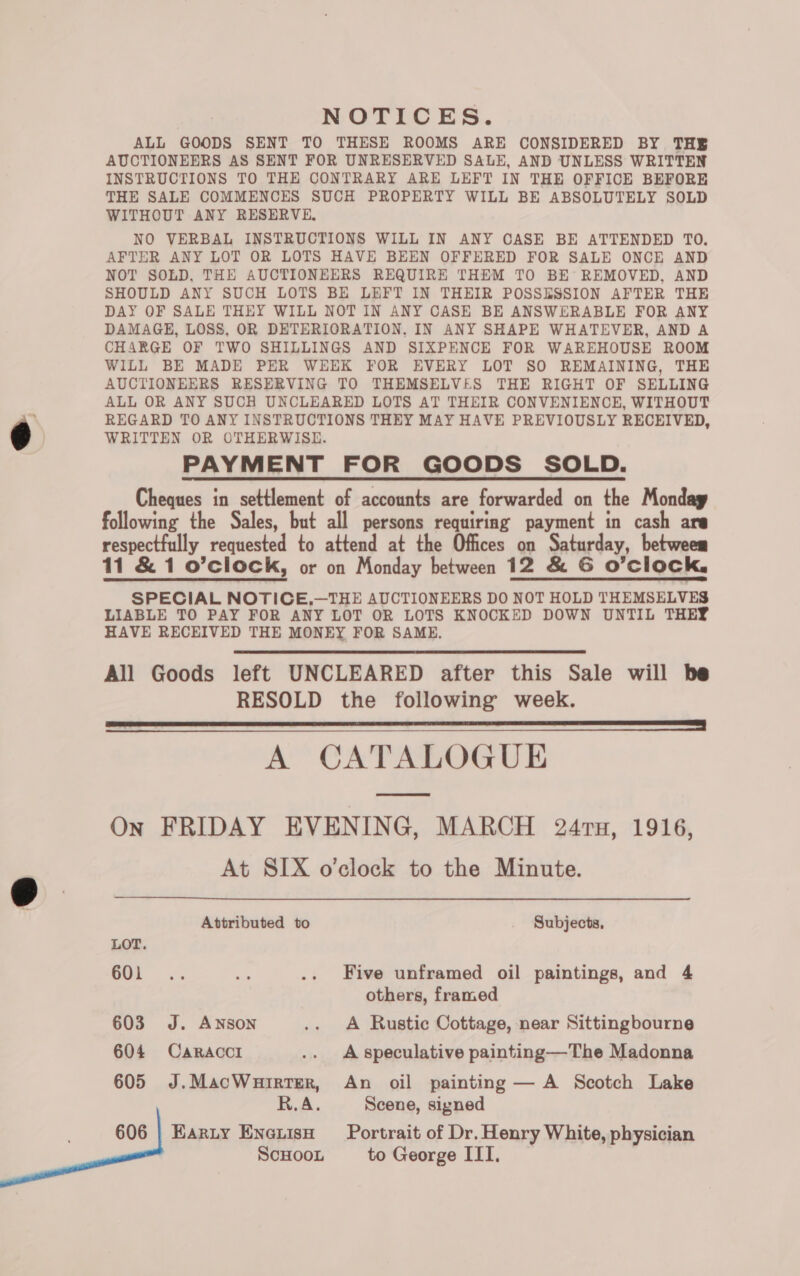 NOTICES.
ALL GOODS SENT TO THESE ROOMS ARE CONSIDERED BY THE
AUCTIONEERS AS SENT FOR UNRESERVED SALE, AND UNLESS WRITTEN
INSTRUCTIONS TO THE CONTRARY ARE LEFT IN THE OFFICE BEFORE
THE SALE COMMENCES SUCH PROPERTY WILL BE ABSOLUTELY SOLD
WITHOUT ANY RESERVE.
NO VERBAL INSTRUCTIONS WILL IN ANY CASE BE ATTENDED TO.
AFTER ANY LOT OR LOTS HAVE BEEN OFFERED FOR SALE ONCE AND
NOT SOLD, THE AUCTIONEERS REQUIRE THEM TO BE REMOVED, AND
SHOULD ANY SUCH LOTS BE LEFT IN THEIR POSSESSION AFTER THE
DAY OF SALE THEY WILL NOT IN ANY CASE BE ANSWERABLE FOR ANY
DAMAGE, LOSS, OR DETERIORATION, IN ANY SHAPE WHATEVER, AND A
CHARGE OF TWO SHILLINGS AND SIXPENCE FOR WAREHOUSE ROOM
WILL BE MADE PER WEEK FOR EVERY LOT SO REMAINING, THE
AUCTIONEERS RESERVING TO THEMSELVES THE RIGHT OF SELLING
ALL OR ANY SUCH UNCLEARED LOTS AT THEIR CONVENIENCE, WITHOUT
REGARD TO ANY INSTRUCTIONS THEY MAY HAVE PREVIOUSLY RECEIVED,
WRITTEN OR OTHERWISE.
PAYMENT FOR GOODS SOLD.
Cheques in settlement of accounts are forwarded on the Monday
following the Sales, but all persons requiring payment in cash are
respectfully requested to attend at the Offices on Saturday, between
11 & 1 o'clock, or on Monday between 12 & 6 o'clock.
SPECIAL NOTICE.—THE AUCTIONEERS DO NOT HOLD THEMSELVES
LIABLE TO PAY FOR ANY LOT OR LOTS KNOCKED DOWN UNTIL THEY
HAVE RECEIVED THE MONEY FOR SAME.
All Goods left UNCLEARED after this Sale will be
RESOLD the following week.
A CATALOGUE
On FRIDAY EVENING, MARCH 24TH, 1916,
At SIX o'clock to the Minute.
Attributed to Subjects.
LOT.
601 .. .. .. Five unframed oil paintings, and 4
others, framed
603 J. ANSON .. A Rustic Cottage, near Sittingbourne
604 CARACCI .. A speculative painting—The Madonna
605 J. MACWHIRTER, An oil painting — A Scotch Lake
R.A. Scene, signed
606 EARLY ENGLISH Portrait of Dr. Henry White, physician
SCHOOL to George III.